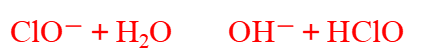 ClO⁻ + H₂O OH⁻ + HClO